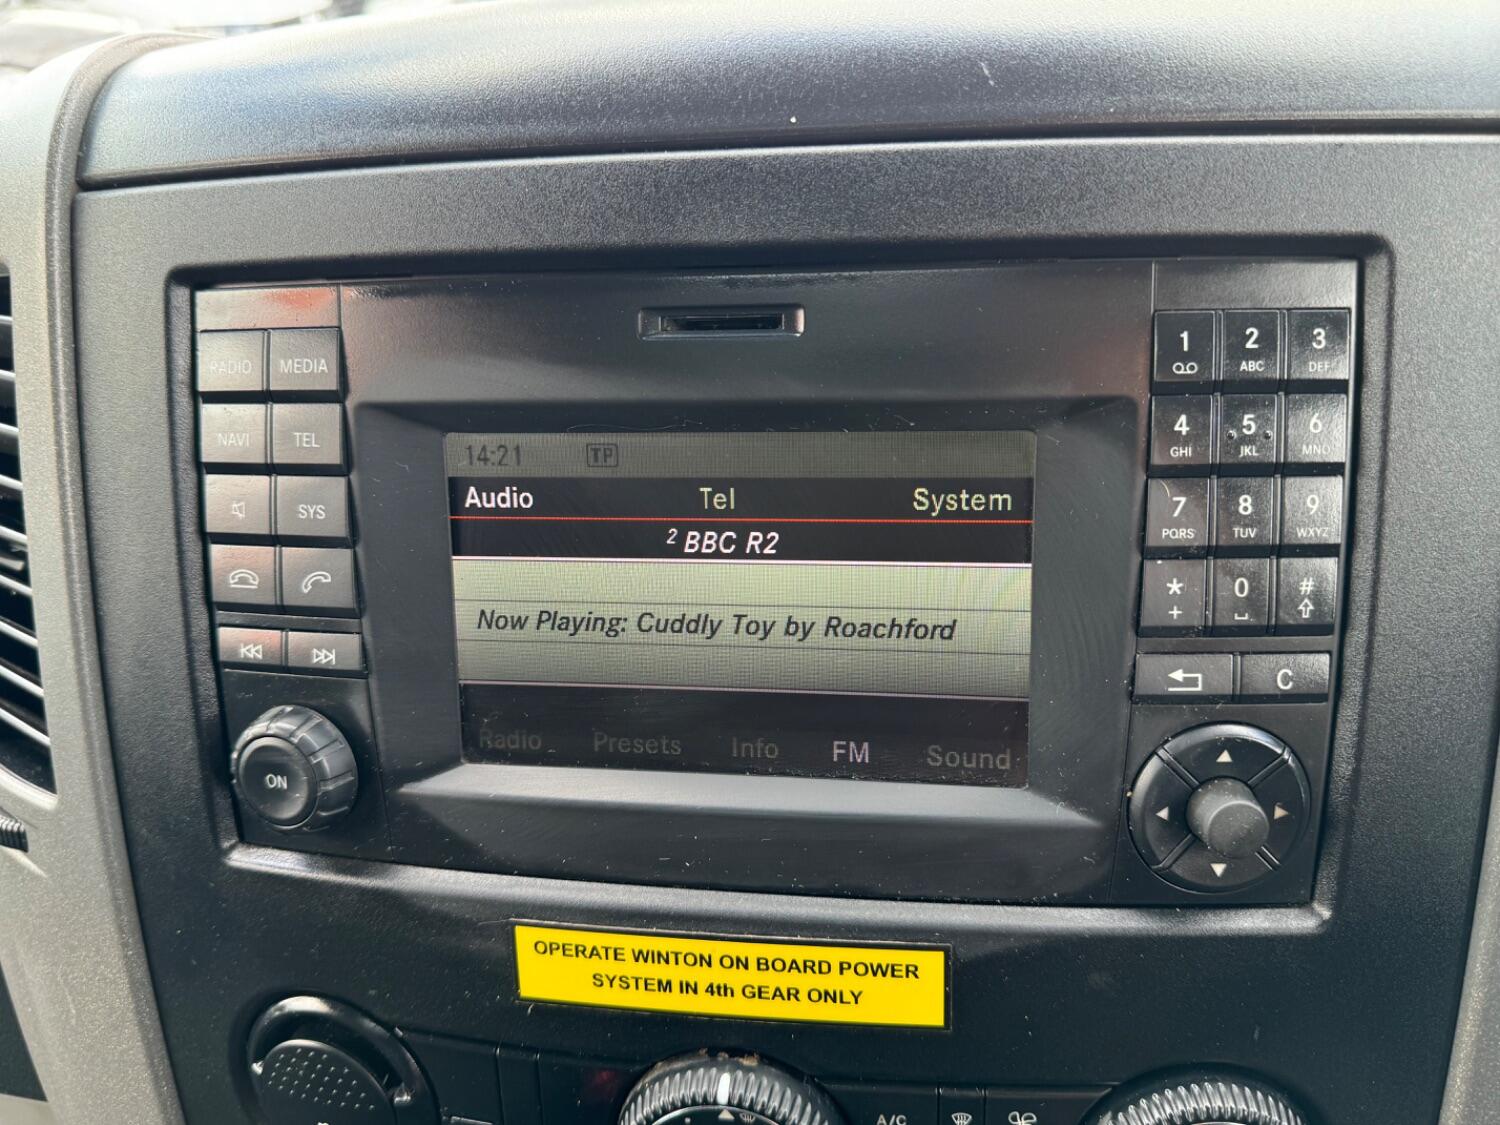 RADIO MEDIA
NAVI TEL
SYS
ON
14:21 TP
Audio Tel System
2 BBC R2
Now Playing: Cuddly Toy by Roachford
Radio Presets Info FM Sound
1 2 ABC 3 DEF
4 GHI 5 JKL 6 MNO
7 PQRS 8 TUV 9 WXYZ
* + 0 #
C
OPERATE WINTON ON BOARD POWER
SYSTEM IN 4th GEAR ONLY
A/C